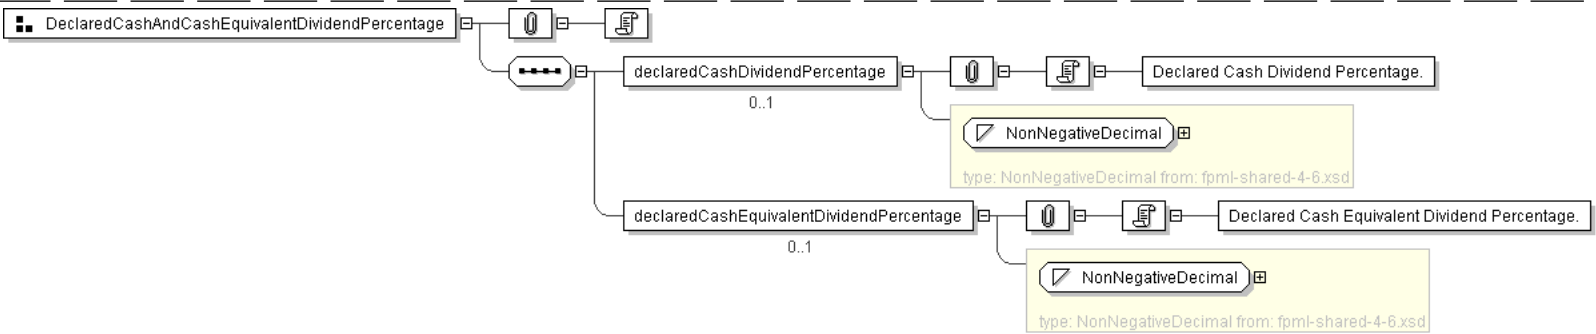 DeclaredCashAndCashEquivalentDividendPercentage
declaredCashDividendPercentage
Declared Cash Dividend Percentage.
0..1
NonNegativeDecimal
type: NonNegativeDecimal from: fpml-shared-4-6.xsd
declaredCashEquivalentDividendPercentage
Declared Cash Equivalent Dividend Percentage.
0..1
NonNegativeDecimal
type: NonNegativeDecimal from: fpml-shared-4-6.xsd